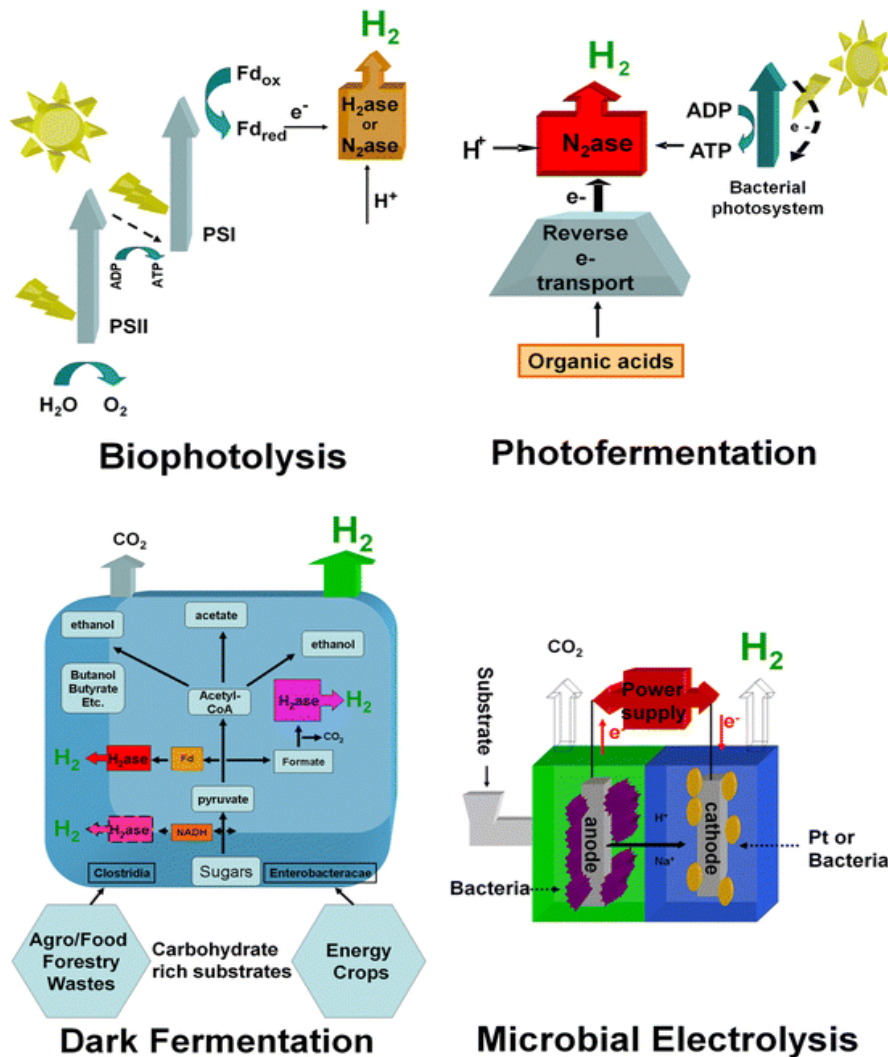 H₂
Fd_ox
e⁻
Fd_red
H₂ase
or
N₂ase
H⁺
PSI
ADP
ATP
PSII
H₂O
O₂
Biophotolysis
H₂
ADP
ATP
e -
H⁺
N₂ase
Bacterial
photosystem
e-
Reverse
e-
transport
Organic acids
Photofermentation
CO₂
H₂
acetate
ethanol
ethanol
Butanol
Butyrate
Etc.
Acetyl-
CoA
H₂ase
H₂
CO₂
H₂
H₂ase
Fd
Formate
pyruvate
H₂
H₂ase
NADH
Clostridia
Sugars
Enterobacteracae
Agro/Food
Forestry
Wastes
Carbohydrate
rich substrates
Energy
Crops
Dark Fermentation
CO₂
H₂
Substrate
Power
supply
e⁻
e⁻
anode
H⁺
Na⁺
cathode
Pt or
Bacteria
Bacteria
Microbial Electrolysis